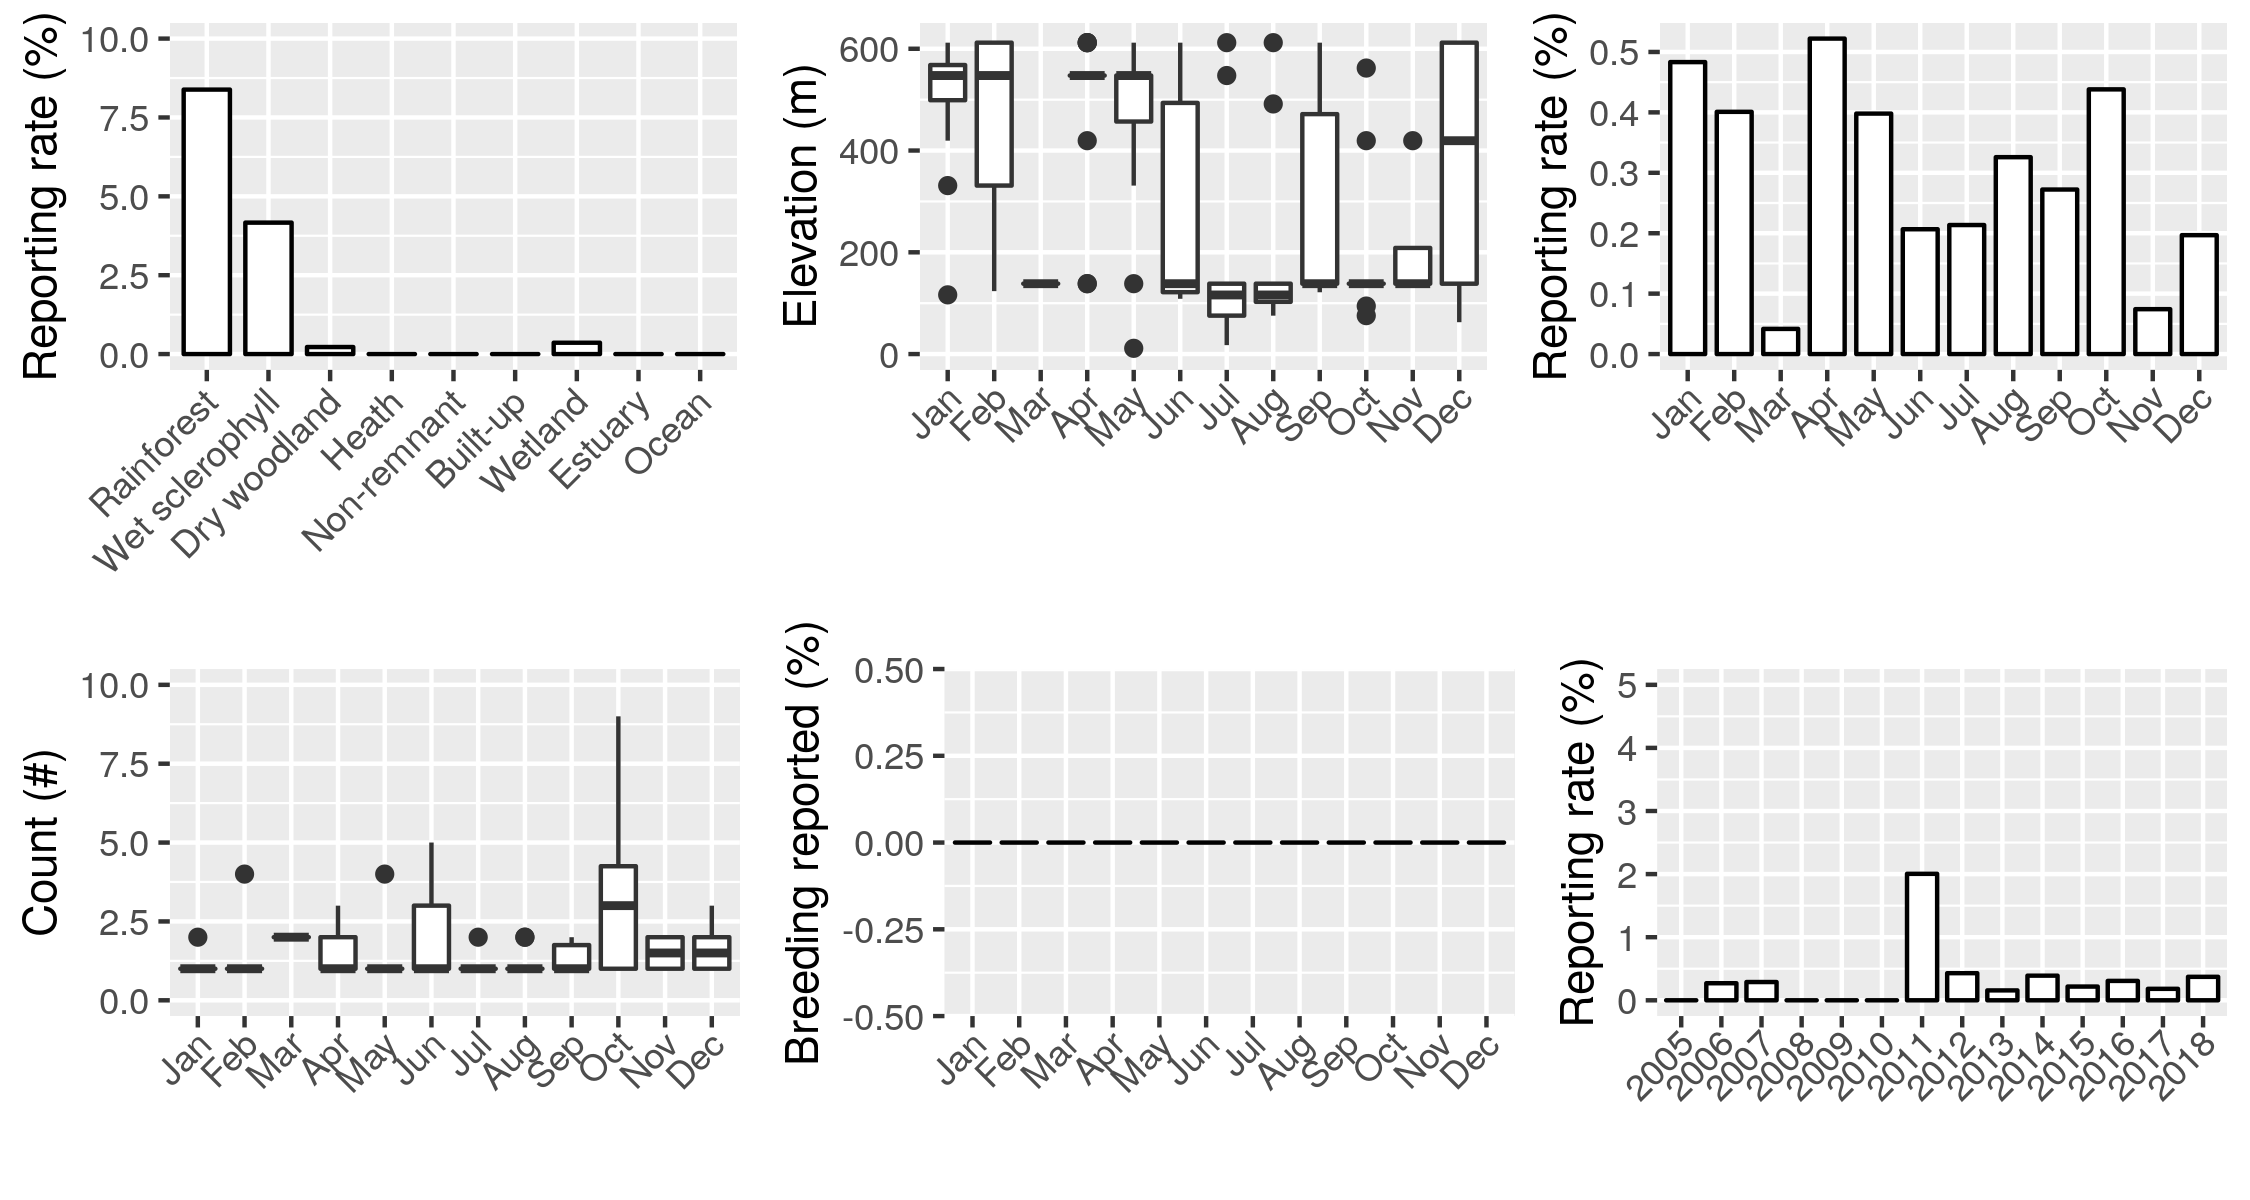 Reporting rate (%)
10.0
7.5
5.0
2.5
0.0
Rainforest
Wet sclerophyll
Dry woodland
Heath
Non-remnant
Built-up
Wetland
Estuary
Ocean
Elevation (m)
600
400
200
0
Jan
Feb
Mar
Apr
May
Jun
Jul
Aug
Sep
Oct
Nov
Dec
Reporting rate (%)
0.5
0.4
0.3
0.2
0.1
0.0
Jan
Feb
Mar
Apr
May
Jun
Jul
Aug
Sep
Oct
Nov
Dec
Count (#)
10.0
7.5
5.0
2.5
0.0
Jan
Feb
Mar
Apr
May
Jun
Jul
Aug
Sep
Oct
Nov
Dec
Breeding reported (%)
0.50
0.25
0.00
-0.25
-0.50
Jan
Feb
Mar
Apr
May
Jun
Jul
Aug
Sep
Oct
Nov
Dec
Reporting rate (%)
5
4
3
2
1
0
2005
2006
2007
2008
2009
2010
2011
2012
2013
2014
2015
2016
2017
2018